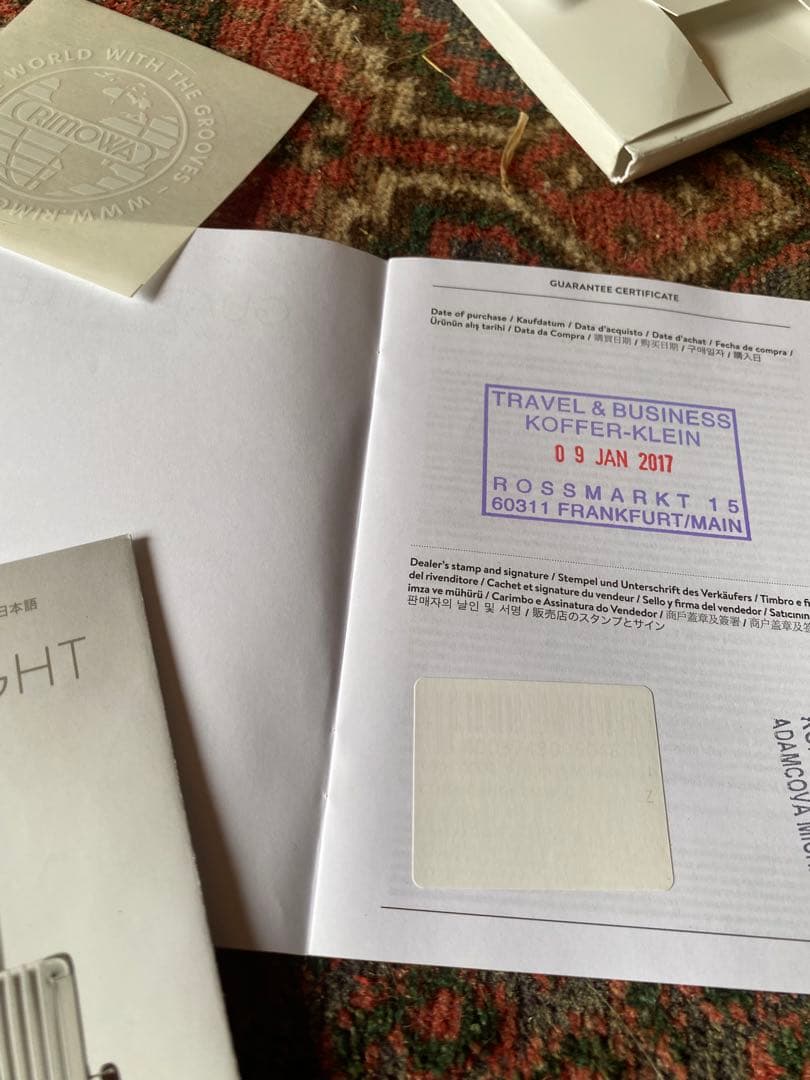 WORLD WITH THE GROOVES – WWW.RIMO
RIMOWA
GUARANTEE CERTIFICATE
Date of purchase / Kaufdatum / Data d'acquisto / Date d'achat / Fecha de compra /
Ürünün alış tarihi / Data da Compra / 購買日期 / 购买日期 / 구매일자 / 購入日
TRAVEL & BUSINESS
KOFFER-KLEIN
09 JAN 2017
ROSSMARKT 15
60311 FRANKFURT/MAIN
Dealer's stamp and signature / Stempel und Unterschrift des Verkäufers / Timbro e
del rivenditore / Cachet et signature du vendeur / Sello y firma del vendedor / Satıcının
imza ve mühürü / Carimbo e Assinatura do Vendedor / 商戶蓋章及簽署 / 商户盖章及
판매자의 날인 및 서명 / 販売店のスタンプとサイン
ADAMCOVA
日本語
GHT